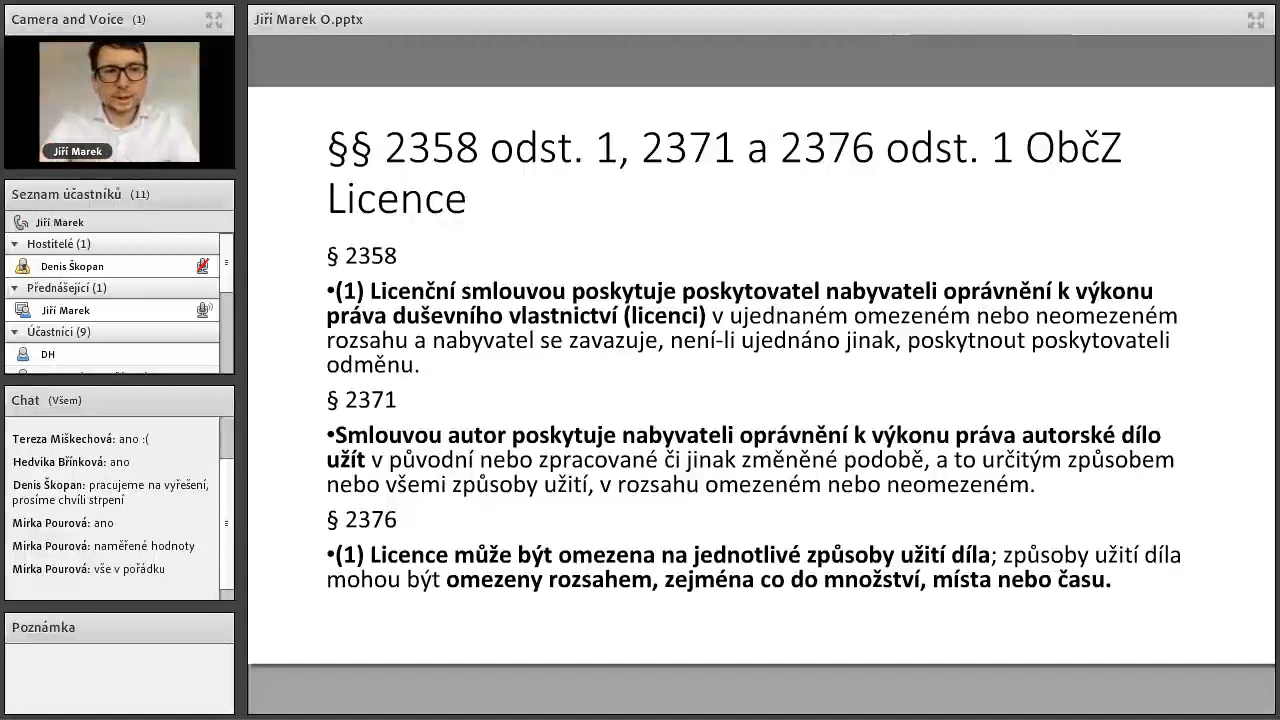 Camera and Voice (1)
Jiří Marek
Seznam účastníků (11)
Jiří Marek
Hostitelé (1)
Denis Škopan
Přednášející (1)
Jiří Marek
Účastníci (9)
DH
Chat (Všem)
Tereza Miškechová: ano :(
Hedvika Břínková: ano
Denis Škopan: pracujeme na vyřešení,
prosíme chvíli strpení
Mirka Pourová: ano
Mirka Pourová: naměřené hodnoty
Mirka Pourová: vše v pořádku
Poznámka
Jiří Marek O.pptx
§§ 2358 odst. 1, 2371 a 2376 odst. 1 ObčZ
Licence
§ 2358
•(1) Licenční smlouvou poskytuje poskytovatel nabyvateli oprávnění k výkonu
práva duševního vlastnictví (licenci) v ujednaném omezeném nebo neomezeném
rozsahu a nabyvatel se zavazuje, není-li ujednáno jinak, poskytnout poskytovateli
odměnu.
§ 2371
•Smlouvou autor poskytuje nabyvateli oprávnění k výkonu práva autorské dílo
užít v původní nebo zpracované či jinak změněné podobě, a to určitým způsobem
nebo všemi způsoby užití, v rozsahu omezeném nebo neomezeném.
§ 2376
•(1) Licence může být omezena na jednotlivé způsoby užití díla; způsoby užití díla
mohou být omezeny rozsahem, zejména co do množství, místa nebo času.